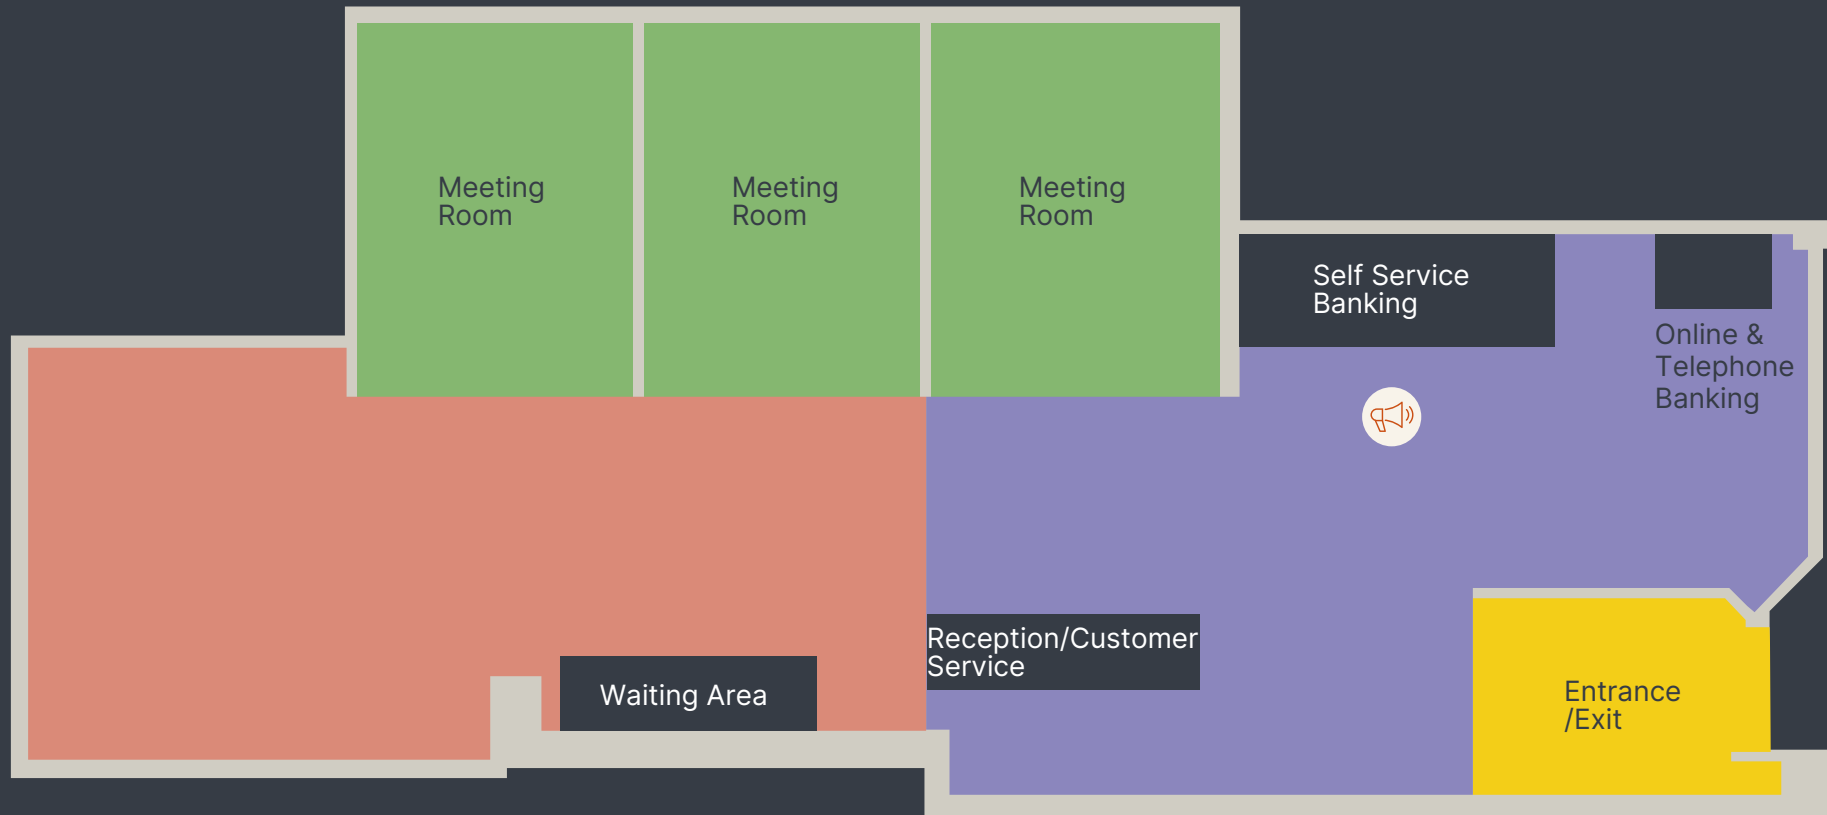 Meeting
Room
Meeting
Room
Meeting
Room
Self Service
Banking
Online &
Telephone
Banking
Reception/Customer
Service
Waiting Area
Entrance
/Exit